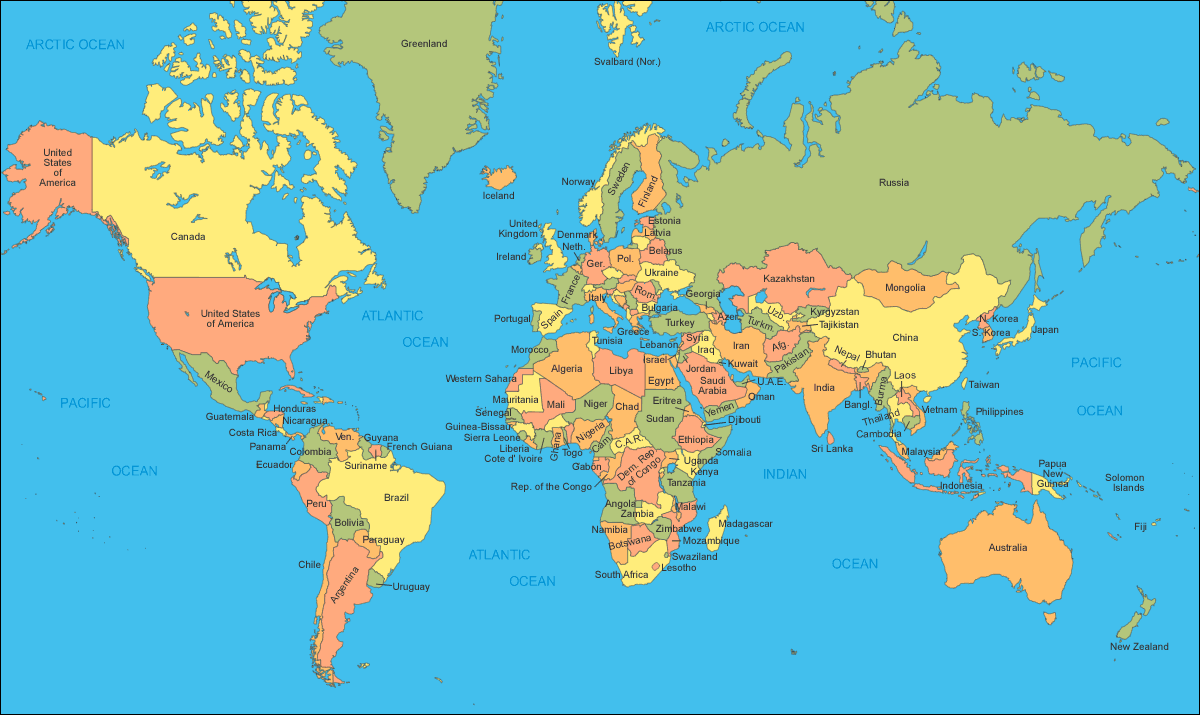 ARCTIC OCEAN
Greenland
Svalbard (Nor.)
ARCTIC OCEAN
United
States
of
America
Canada
Iceland
Norway
Sweden
Finland
Russia
United
Kingdom
Ireland
Denmark
Neth.
Estonia
Latvia
Belarus
Ger.
Pol.
Ukraine
France
Rom.
Italy
Bulgaria
Spain
Portugal
Greece
Georgia
Azer.
Turkey
Kazakhstan
Mongolia
Uzb.
Kyrgyzstan
Turkm.
Tajikistan
China
N. Korea
S. Korea
Japan
United States
of America
ATLANTIC
OCEAN
PACIFIC
OCEAN
Mexico
Guatemala
Honduras
Nicaragua
Costa Rica
Panama
Ven.
Guyana
French Guiana
Colombia
Suriname
Ecuador
Peru
Brazil
Bolivia
Paraguay
Chile
Argentina
Uruguay
PACIFIC
OCEAN
Morocco
Tunisia
Algeria
Libya
Egypt
Western Sahara
Mauritania
Mali
Niger
Chad
Sudan
Eritrea
Senegal
Guinea-Bissau
Sierra Leone
Liberia
Cote d' Ivoire
Ghana
Togo
Nigeria
Cam.
C.A.R.
Ethiopia
Djibouti
Somalia
Gabon
Rep. of the Congo
Dem. Rep.
of Congo
Uganda
Kenya
Tanzania
Angola
Zambia
Malawi
Namibia
Botswana
Zimbabwe
Mozambique
Madagascar
Swaziland
Lesotho
South Africa
Lebanon
Syria
Israel
Iraq
Jordan
Iran
Kuwait
Saudi
Arabia
U.A.E.
Oman
Yemen
Afg.
Pakistan
India
Nepal
Bhutan
Bangl.
Sri Lanka
Burma
Laos
Thailand
Vietnam
Cambodia
Taiwan
Philippines
Malaysia
Indonesia
Papua
New
Guinea
Solomon
Islands
Fiji
Australia
New Zealand
INDIAN
OCEAN
ATLANTIC
OCEAN